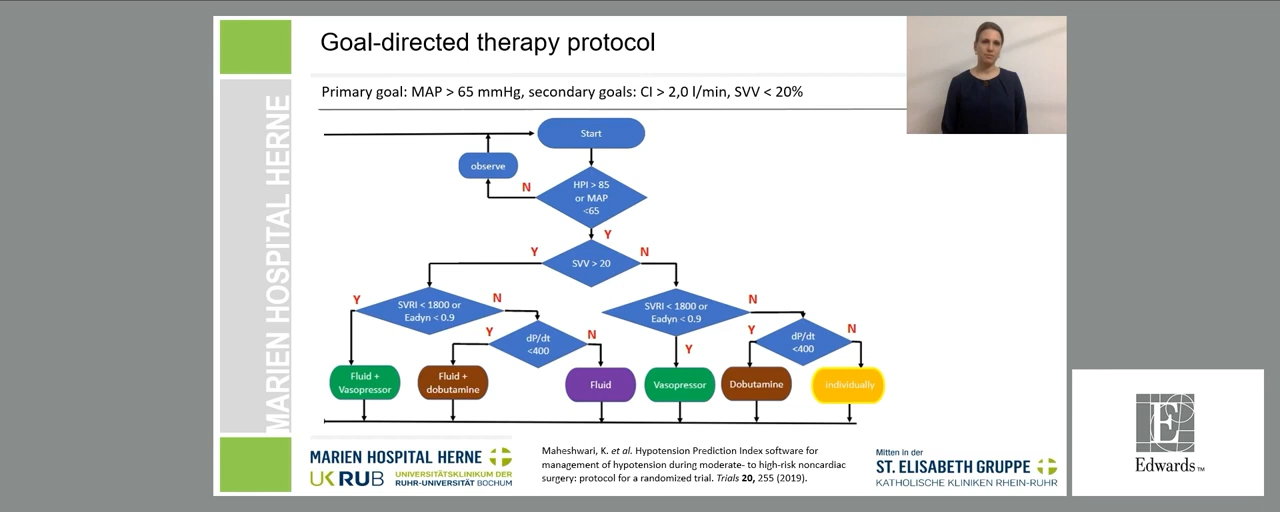 Goal-directed therapy protocol
Primary goal: MAP > 65 mmHg, secondary goals: CI > 2,0 l/min, SVV < 20%
MARIEN HOSPITAL HERNE
Start
observe
N
HPI > 85
or MAP
<65
Y
Y
SVV > 20
N
Y
SVRI < 1800 or
Eadyn < 0.9
N
SVRI < 1800 or
Eadyn < 0.9
N
Y
dP/dt
<400
N
Y
Y
dP/dt
<400
N
Fluid +
Vasopressor
Fluid +
dobutamine
Fluid
Vasopressor
Dobutamine
individually
MARIEN HOSPITAL HERNE
UK RUB
UNIVERSITÄTSKLINIKUM DER
RUHR-UNIVERSITÄT BOCHUM
Maheshwari, K. et al. Hypotension Prediction Index software for
management of hypotension during moderate- to high-risk noncardiac
surgery: protocol for a randomized trial. Trials 20, 255 (2019).
Mitten in der
ST. ELISABETH GRUPPE
KATHOLISCHE KLINIKEN RHEIN-RUHR
E
Edwards™